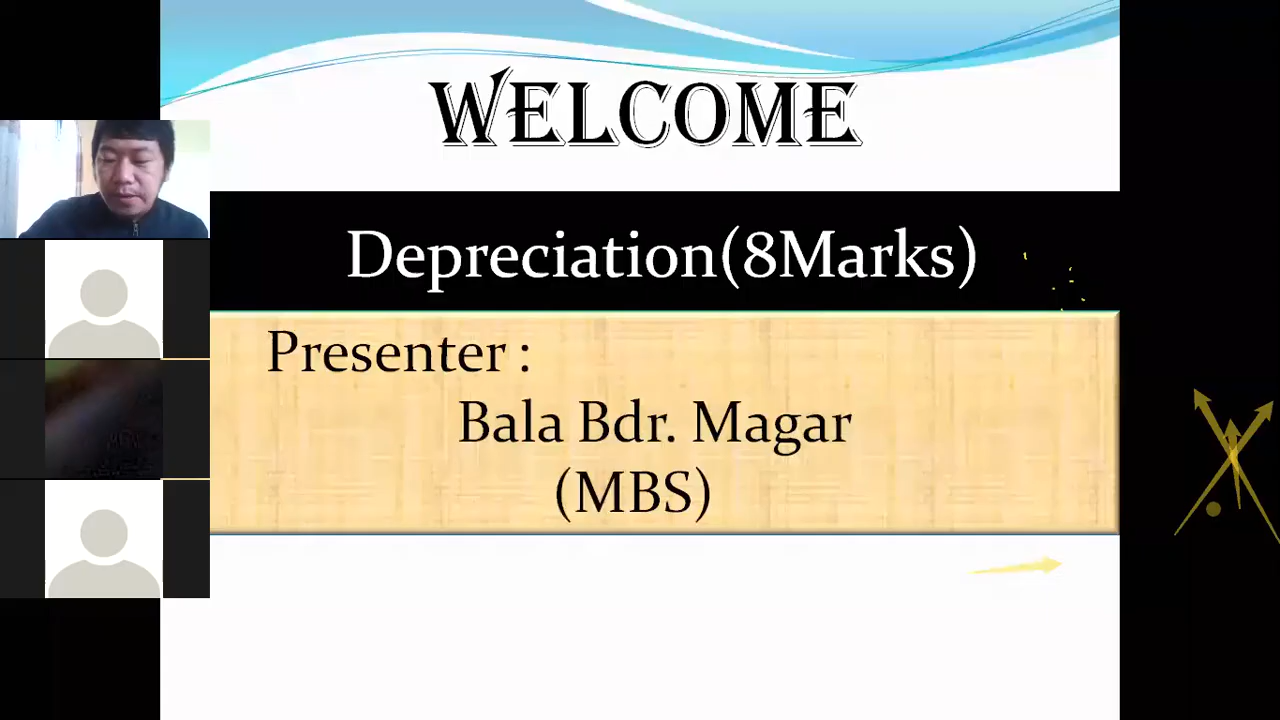 WELCOME
Depreciation(8Marks)
Presenter :
Bala Bdr. Magar
(MBS)